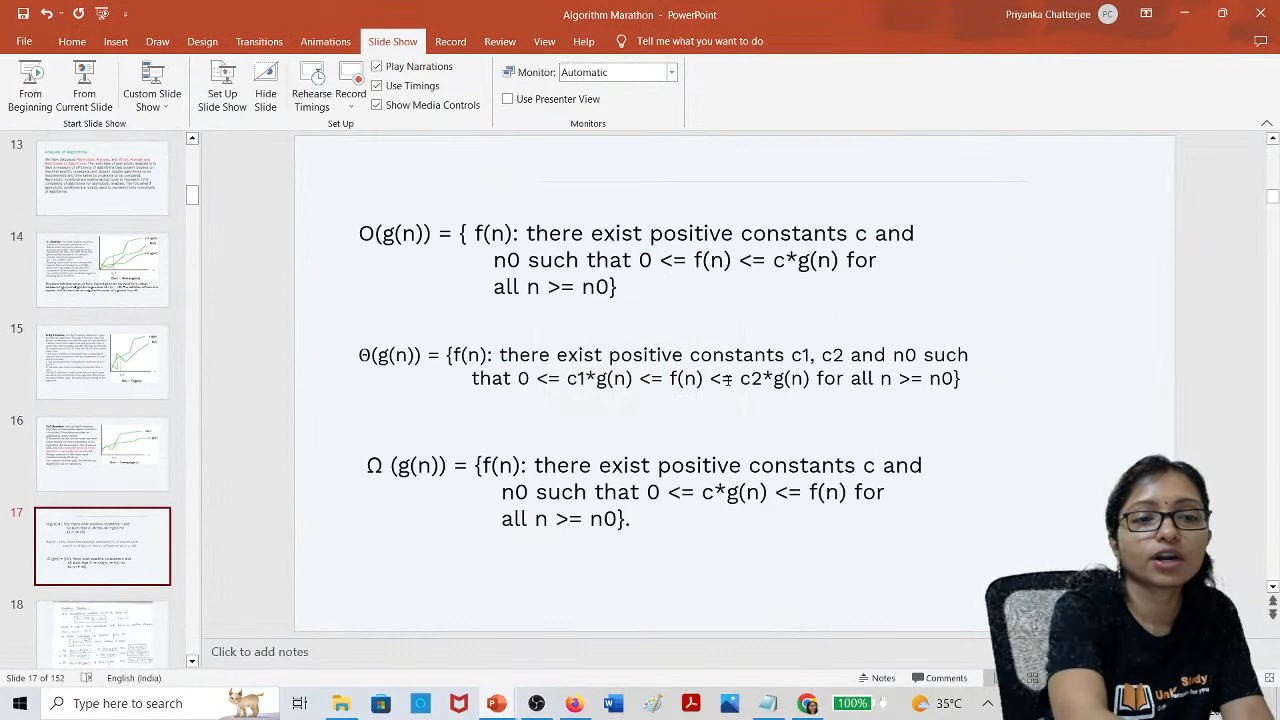 Algorithm Marathon - PowerPoint
Priyanka Chatterjee
PC
File
Home
Insert
Draw
Design
Transitions
Animations
Slide Show
Record
Review
View
Help
Tell me what you want to do
From Beginning
From Current Slide
Custom Slide Show
Start Slide Show
Set Up Slide Show
Hide Slide
Rehearse Timings
Record
Play Narrations
Use Timings
Show Media Controls
Set Up
Monitor:
Automatic
Use Presenter View
Monitors
13
14
15
16
17
18
O(g(n)) = { f(n): there exist positive constants c and
n0 such that 0 <= f(n) <= c*g(n) for
all n >= n0}
Θ(g(n)) = {f(n): there exist positive constants c1, c2 and n0 such
that 0 <= c1*g(n) <= f(n) <= c2*g(n) for all n >= n0}
Ω (g(n)) = {f(n): there exist positive constants c and
n0 such that 0 <= c*g(n) <= f(n) for
all n >= n0}.
Click to add notes
Slide 17 of 152
English (India)
Notes
Comments
Type here to search
100%
35°C